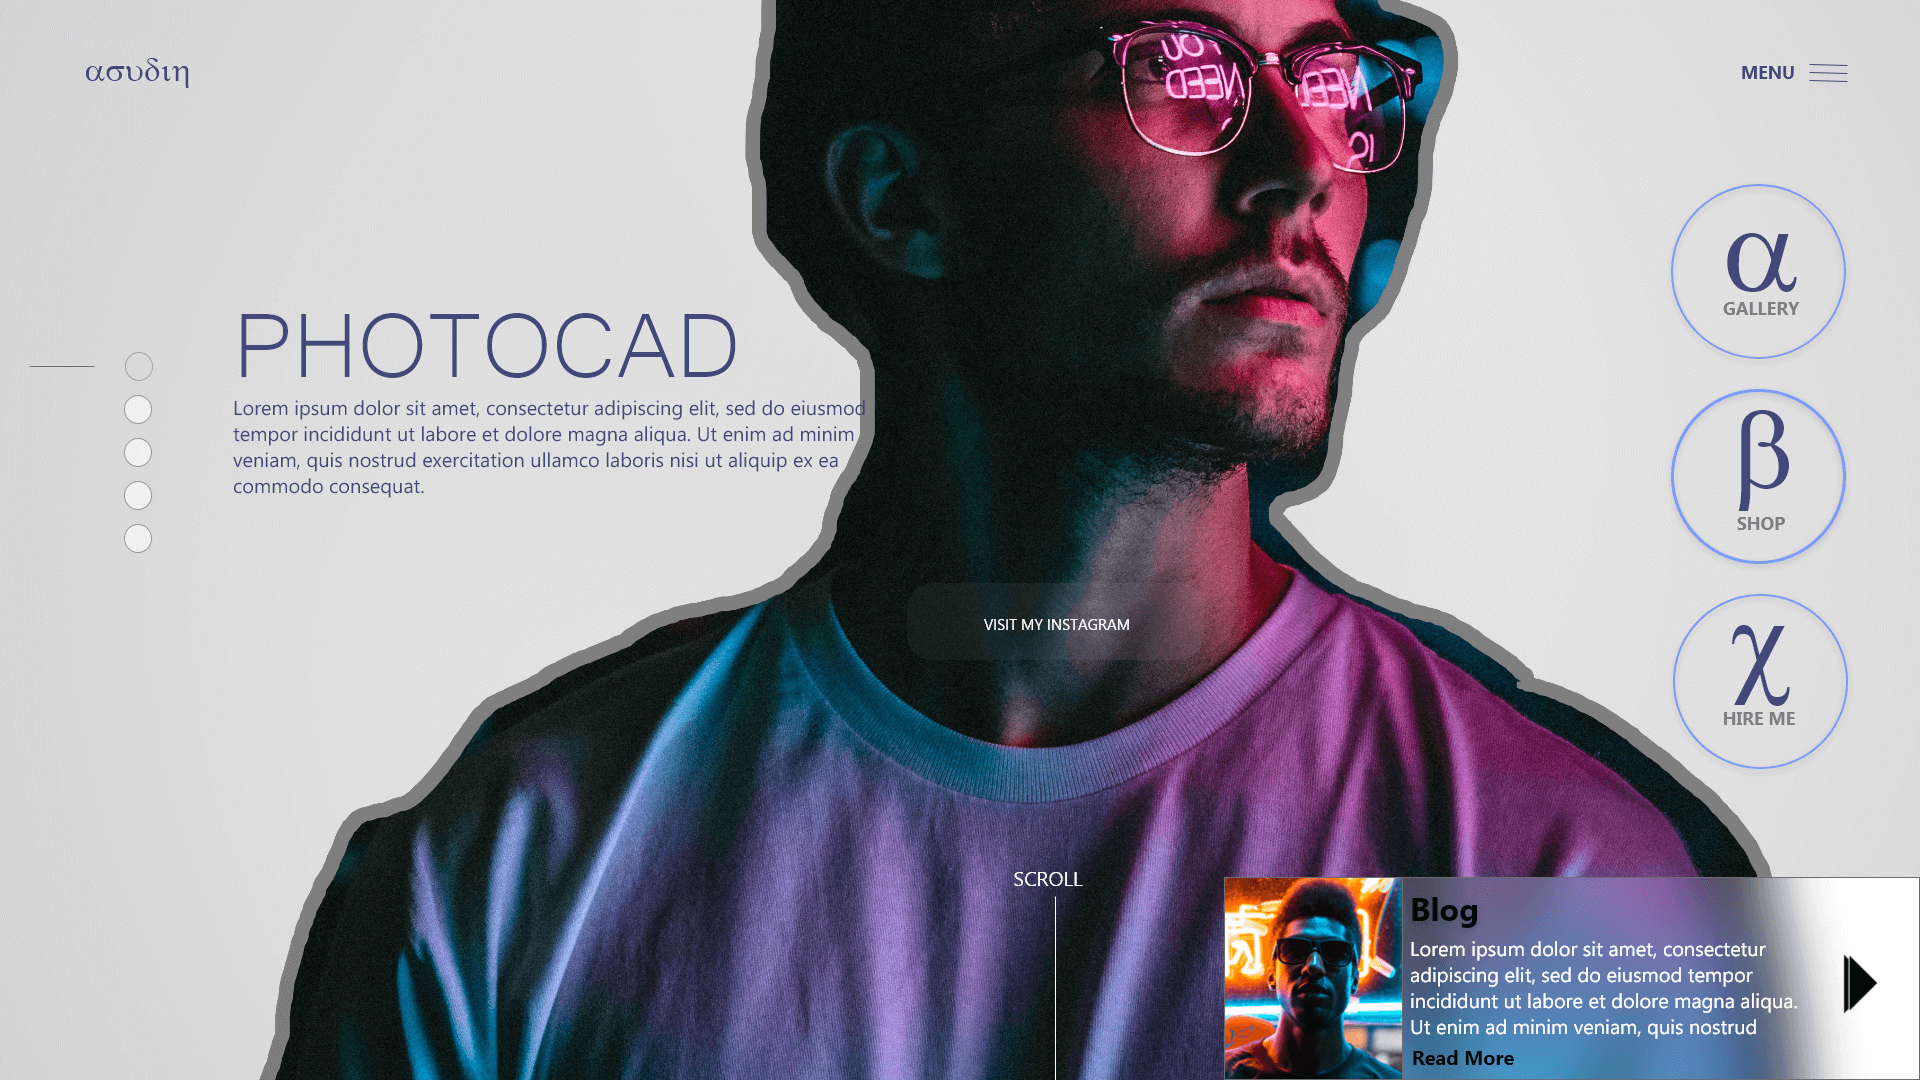 ασυδιη
MENU
YOU
NEED
NEED
IS
α
GALLERY
PHOTOCAD
Lorem ipsum dolor sit amet, consectetur adipiscing elit, sed do eiusmod
tempor incididunt ut labore et dolore magna aliqua. Ut enim ad minim
veniam, quis nostrud exercitation ullamco laboris nisi ut aliquip ex ea
commodo consequat.
β
SHOP
VISIT MY INSTAGRAM
χ
HIRE ME
SCROLL
Blog
Lorem ipsum dolor sit amet, consectetur
adipiscing elit, sed do eiusmod tempor
incididunt ut labore et dolore magna aliqua.
Ut enim ad minim veniam, quis nostrud
Read More